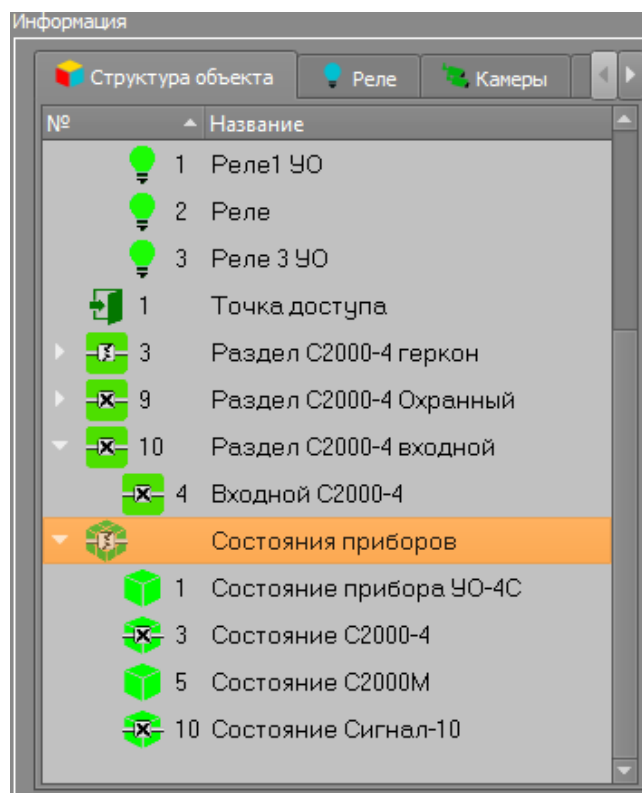 Информация
Структура объекта Реле Камеры
№ Название
1 Реле1 УО
2 Реле
3 Реле 3 УО
1 Точка доступа
3 Раздел С2000-4 геркон
9 Раздел С2000-4 Охранный
10 Раздел С2000-4 входной
4 Входной С2000-4
Состояния приборов
1 Состояние прибора УО-4С
3 Состояние С2000-4
5 Состояние С2000М
10 Состояние Сигнал-10